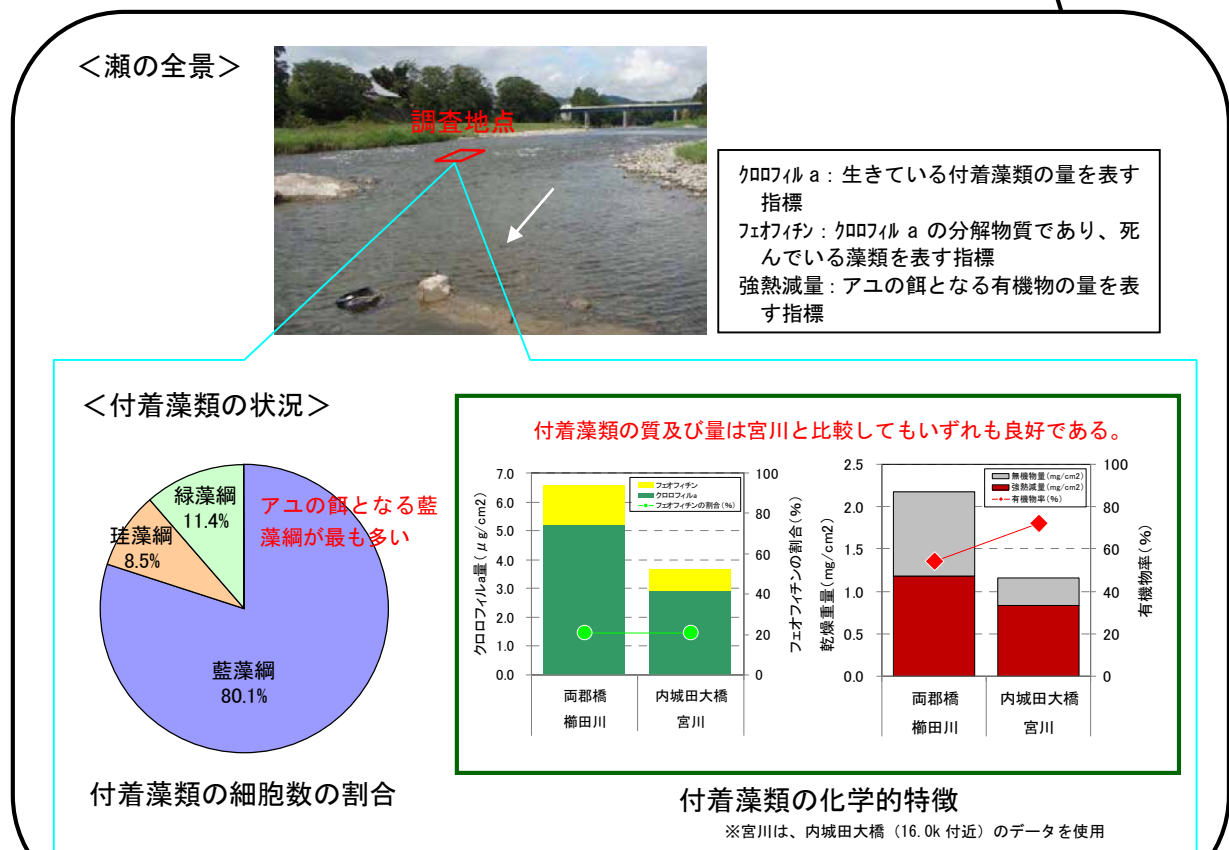 ＜瀬の全景＞
調査地点
ｸﾛﾛﾌｨﾙ a：生きている付着藻類の量を表す
指標
ﾌｪｵﾌｨﾁﾝ：ｸﾛﾛﾌｨﾙ a の分解物質であり、死
んでいる藻類を表す指標
強熱減量：アユの餌となる有機物の量を表
す指標
＜付着藻類の状況＞
緑藻綱
11.4%
珪藻綱
8.5%
藍藻綱
80.1%
アユの餌となる藍
藻綱が最も多い
付着藻類の細胞数の割合
付着藻類の質及び量は宮川と比較してもいずれも良好である。
クロロフィルa量(μg/cm2)
7.0
6.0
5.0
4.0
3.0
2.0
1.0
0.0
フェオフィチン
クロロフィルa
フェオフィチンの割合(%)
100
80
60
40
20
0
フェオフィチンの割合(%)
両郡橋
内城田大橋
櫛田川
宮川
乾燥重量(mg/cm2)
2.5
2.0
1.5
1.0
0.5
0.0
無機物量(mg/cm2)
強熱減量(mg/cm2)
有機物率(%)
100
80
60
40
20
0
有機物率(%)
両郡橋
内城田大橋
櫛田川
宮川
付着藻類の化学的特徴
※宮川は、内城田大橋（16.0k 付近）のデータを使用